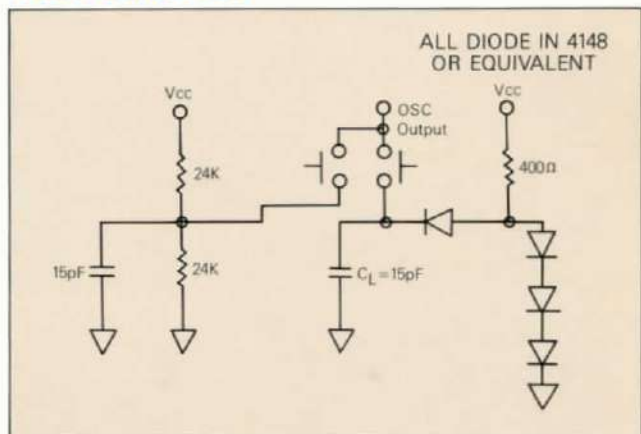 ALL DIODE IN 4148
OR EQUIVALENT
Vcc
OSC
Output
Vcc
24K
400Ω
15pF
24K
CL=15pF